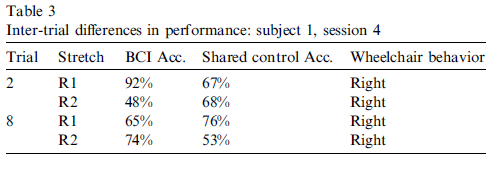 Table 3
Inter-trial differences in performance: subject 1, session 4
Trial Stretch BCI Acc. Shared control Acc. Wheelchair behavior
2 R1 92% 67% Right
R2 48% 68% Right
8 R1 65% 76% Right
R2 74% 53% Right